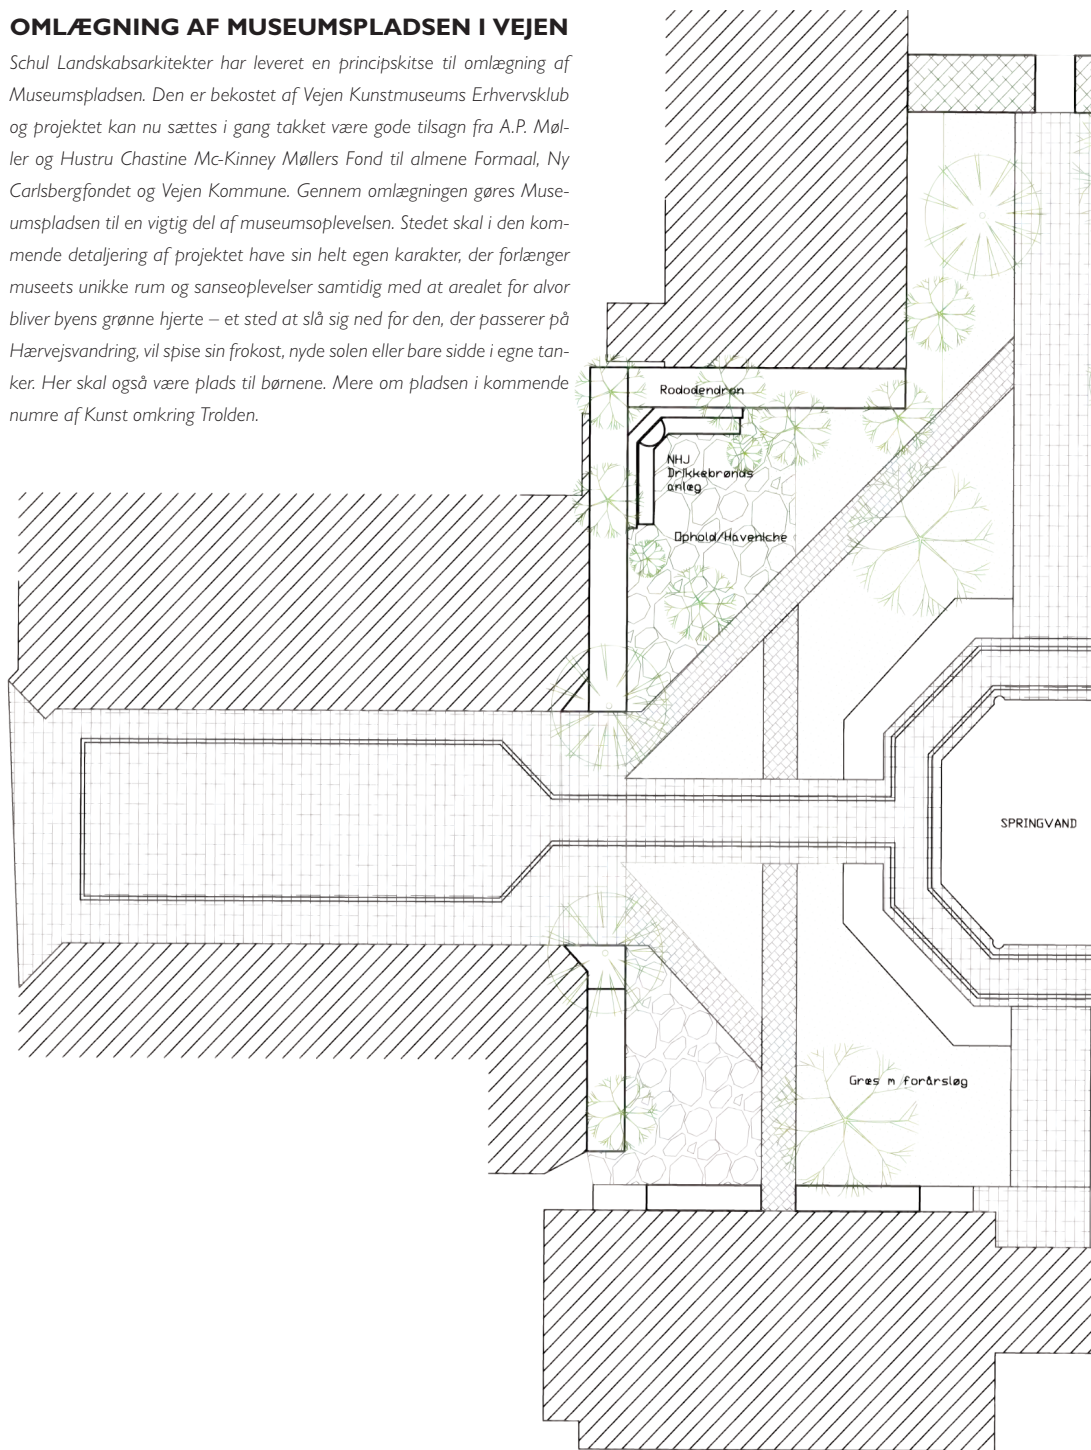 OMLÆGNING AF MUSEUMSPLADSEN I VEJEN
Schul Landskabsarkitekter har leveret en principskitse til omlægning af
Museumspladsen. Den er bekostet af Vejen Kunstmuseums Erhvervsklub
og projektet kan nu sættes i gang takket være gode tilsagn fra A.P. Møl-
ler og Hustru Chastine Mc-Kinney Møllers Fond til almene Formaal, Ny
Carlsbergfondet og Vejen Kommune. Gennem omlægningen gøres Muse-
umspladsen til en vigtig del af museumsoplevelsen. Stedet skal i den kom-
mende detaljering af projektet have sin helt egen karakter, der forlænger
museets unikke rum og sanseoplevelser samtidig med at arealet for alvor
bliver byens grønne hjerte – et sted at slå sig ned for den, der passerer på
Hærvejsvandring, vil spise sin frokost, nyde solen eller bare sidde i egne tan-
ker. Her skal også være plads til børnene. Mere om pladsen i kommende
numre af Kunst omkring Trolden.
Rododendron
NHJ
Drikkebrønds
anlæg
Ophold/Haveniche
SPRINGVAND
Græs m forårsløg